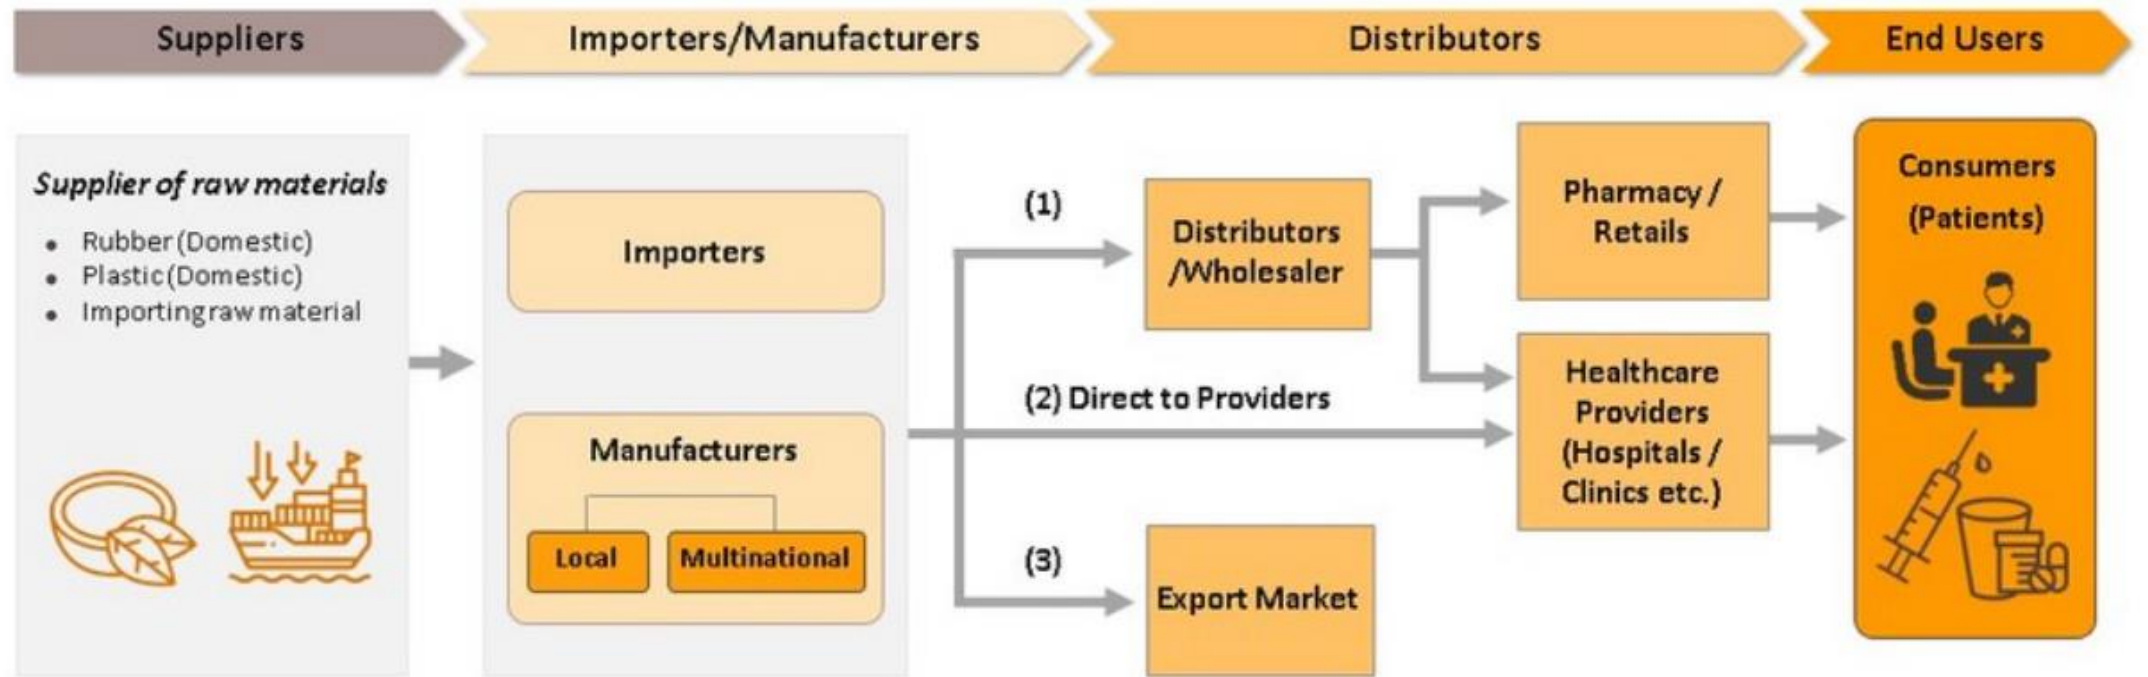 Suppliers
Importers/Manufacturers
Distributors
End Users
Supplier of raw materials
• Rubber (Domestic)
• Plastic (Domestic)
• Importing raw material
Importers
Manufacturers
Local
Multinational
(1)
Distributors
/Wholesaler
(2) Direct to Providers
(3)
Export Market
Pharmacy /
Retails
Healthcare
Providers
(Hospitals /
Clinics etc.)
Consumers
(Patients)